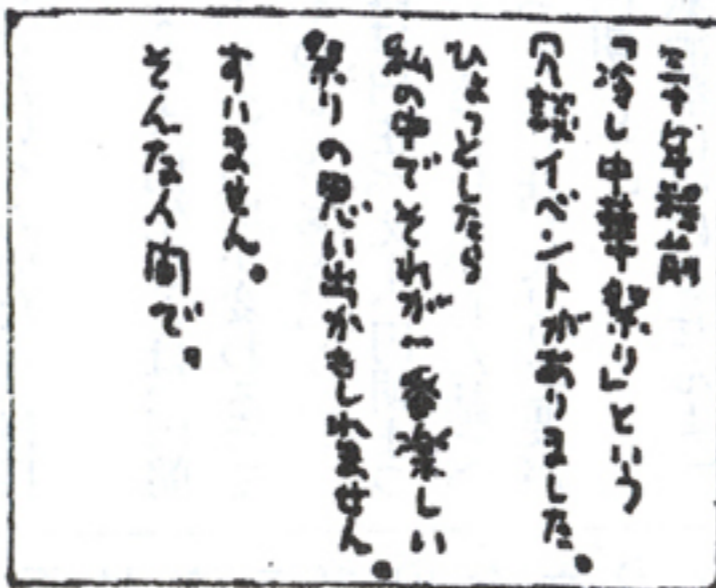 三十年程前
「冷し中華祭り」という
冗談イベントがありました。
ひょっとしたら
私の中でそれが一番楽しい
祭りの思い出かもしれません。
すいません。
そんな人間で。